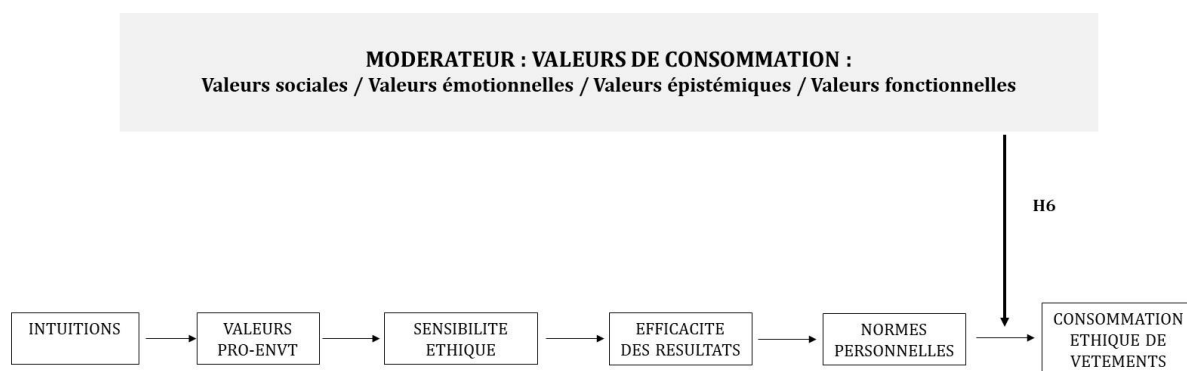 MODERATEUR : VALEURS DE CONSOMMATION :
Valeurs sociales / Valeurs émotionnelles / Valeurs épistémiques / Valeurs fonctionnelles
H6
INTUITIONS
VALEURS
PRO-ENVT
SENSIBILITE
ETHIQUE
EFFICACITE
DES RESULTATS
NORMES
PERSONNELLES
CONSOMMATION
ETHIQUE DE
VETEMENTS